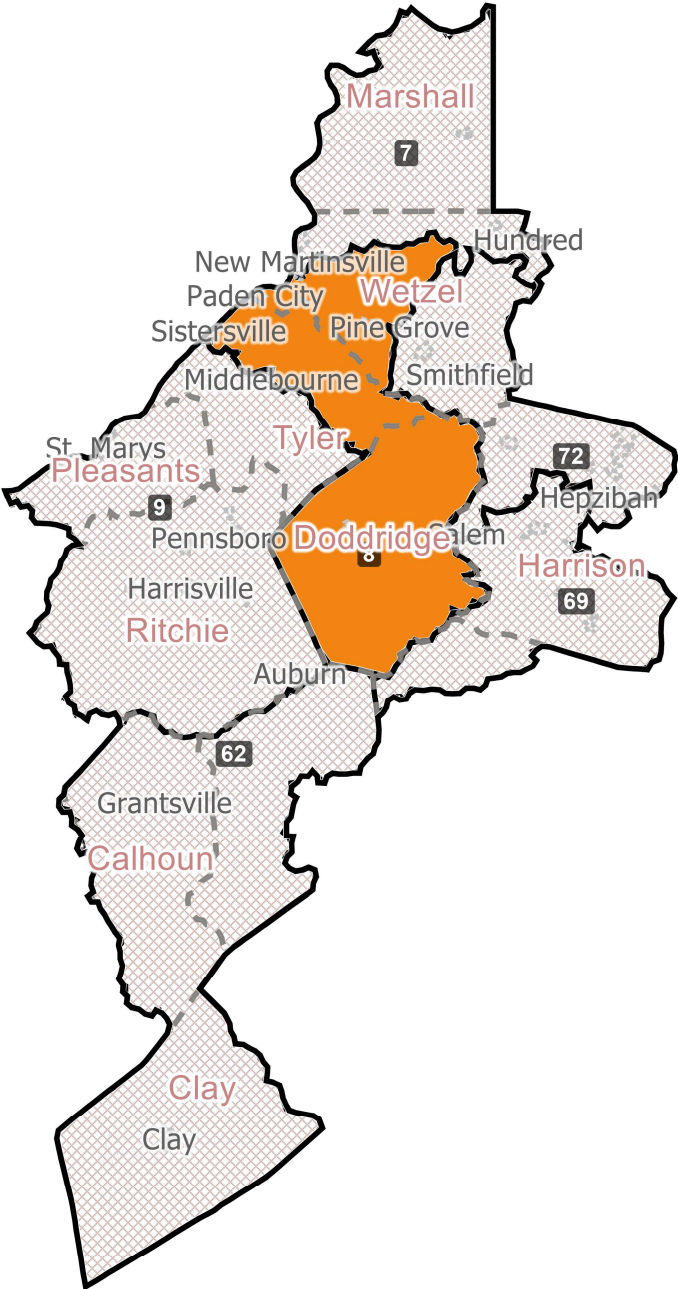 Marshall
7
Hundred
New Martinsville
Wetzel
Paden City
Sistersville
Pine Grove
Middlebourne
Smithfield
Tyler
St. Marys
72
Pleasants
Hepzibah
9
Pennsboro
Doddridge
Salem
8
Harrison
Harrisville
69
Ritchie
Auburn
62
Grantsville
Calhoun
Clay
Clay